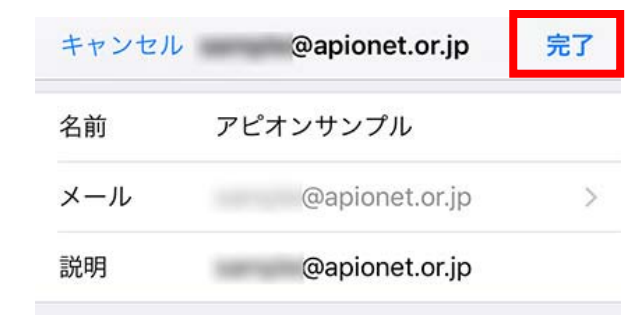 キャンセル @apionet.or.jp 完了
名前 アピオンサンプル
メール @apionet.or.jp >
説明 @apionet.or.jp